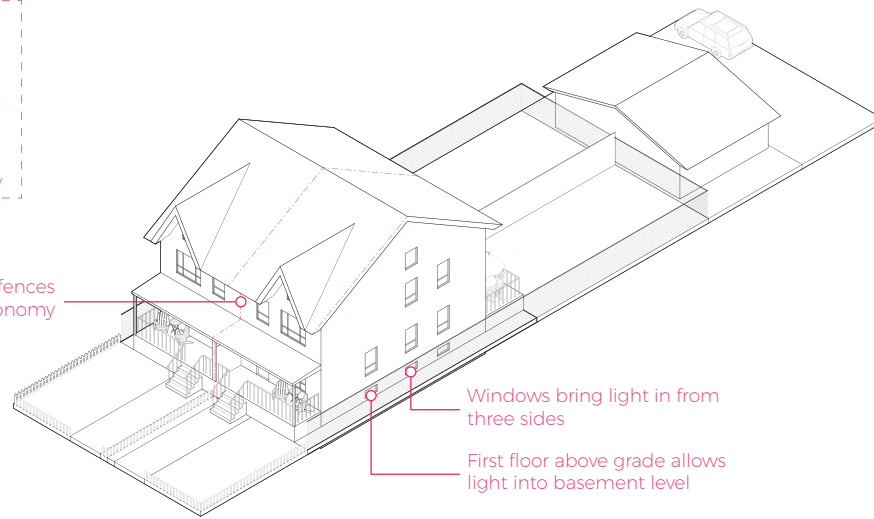 fences
onomy
Windows bring light in from
three sides
First floor above grade allows
light into basement level